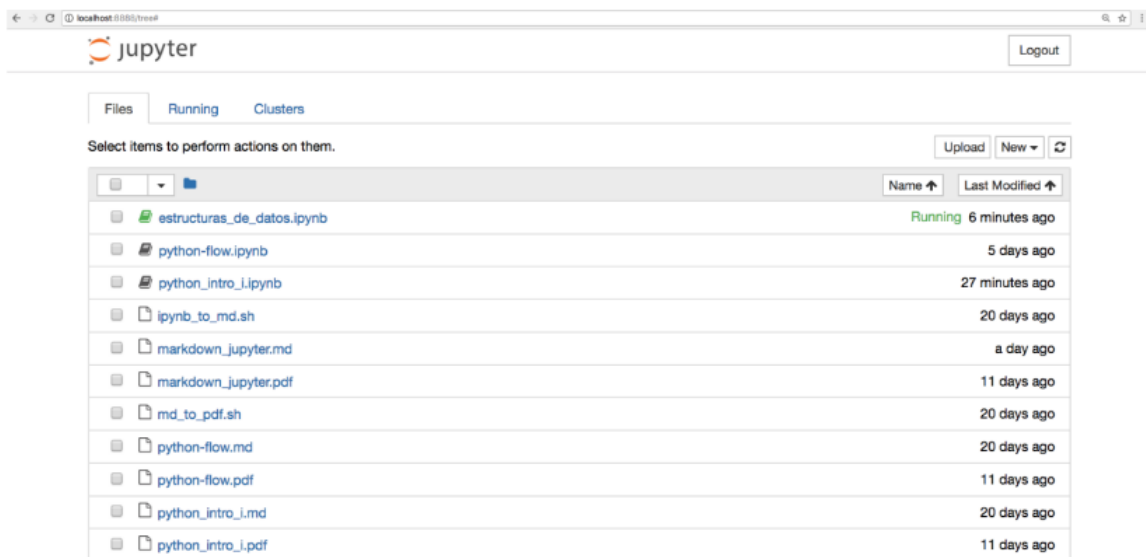 localhost:8888/tree#
jupyter
Logout
Files Running Clusters
Select items to perform actions on them.
Upload New
Name Last Modified
estructuras_de_datos.ipynb Running 6 minutes ago
python-flow.ipynb 5 days ago
python_intro_i.ipynb 27 minutes ago
ipynb_to_md.sh 20 days ago
markdown_jupyter.md a day ago
markdown_jupyter.pdf 11 days ago
md_to_pdf.sh 20 days ago
python-flow.md 20 days ago
python-flow.pdf 11 days ago
python_intro_i.md 20 days ago
python_intro_i.pdf 11 days ago